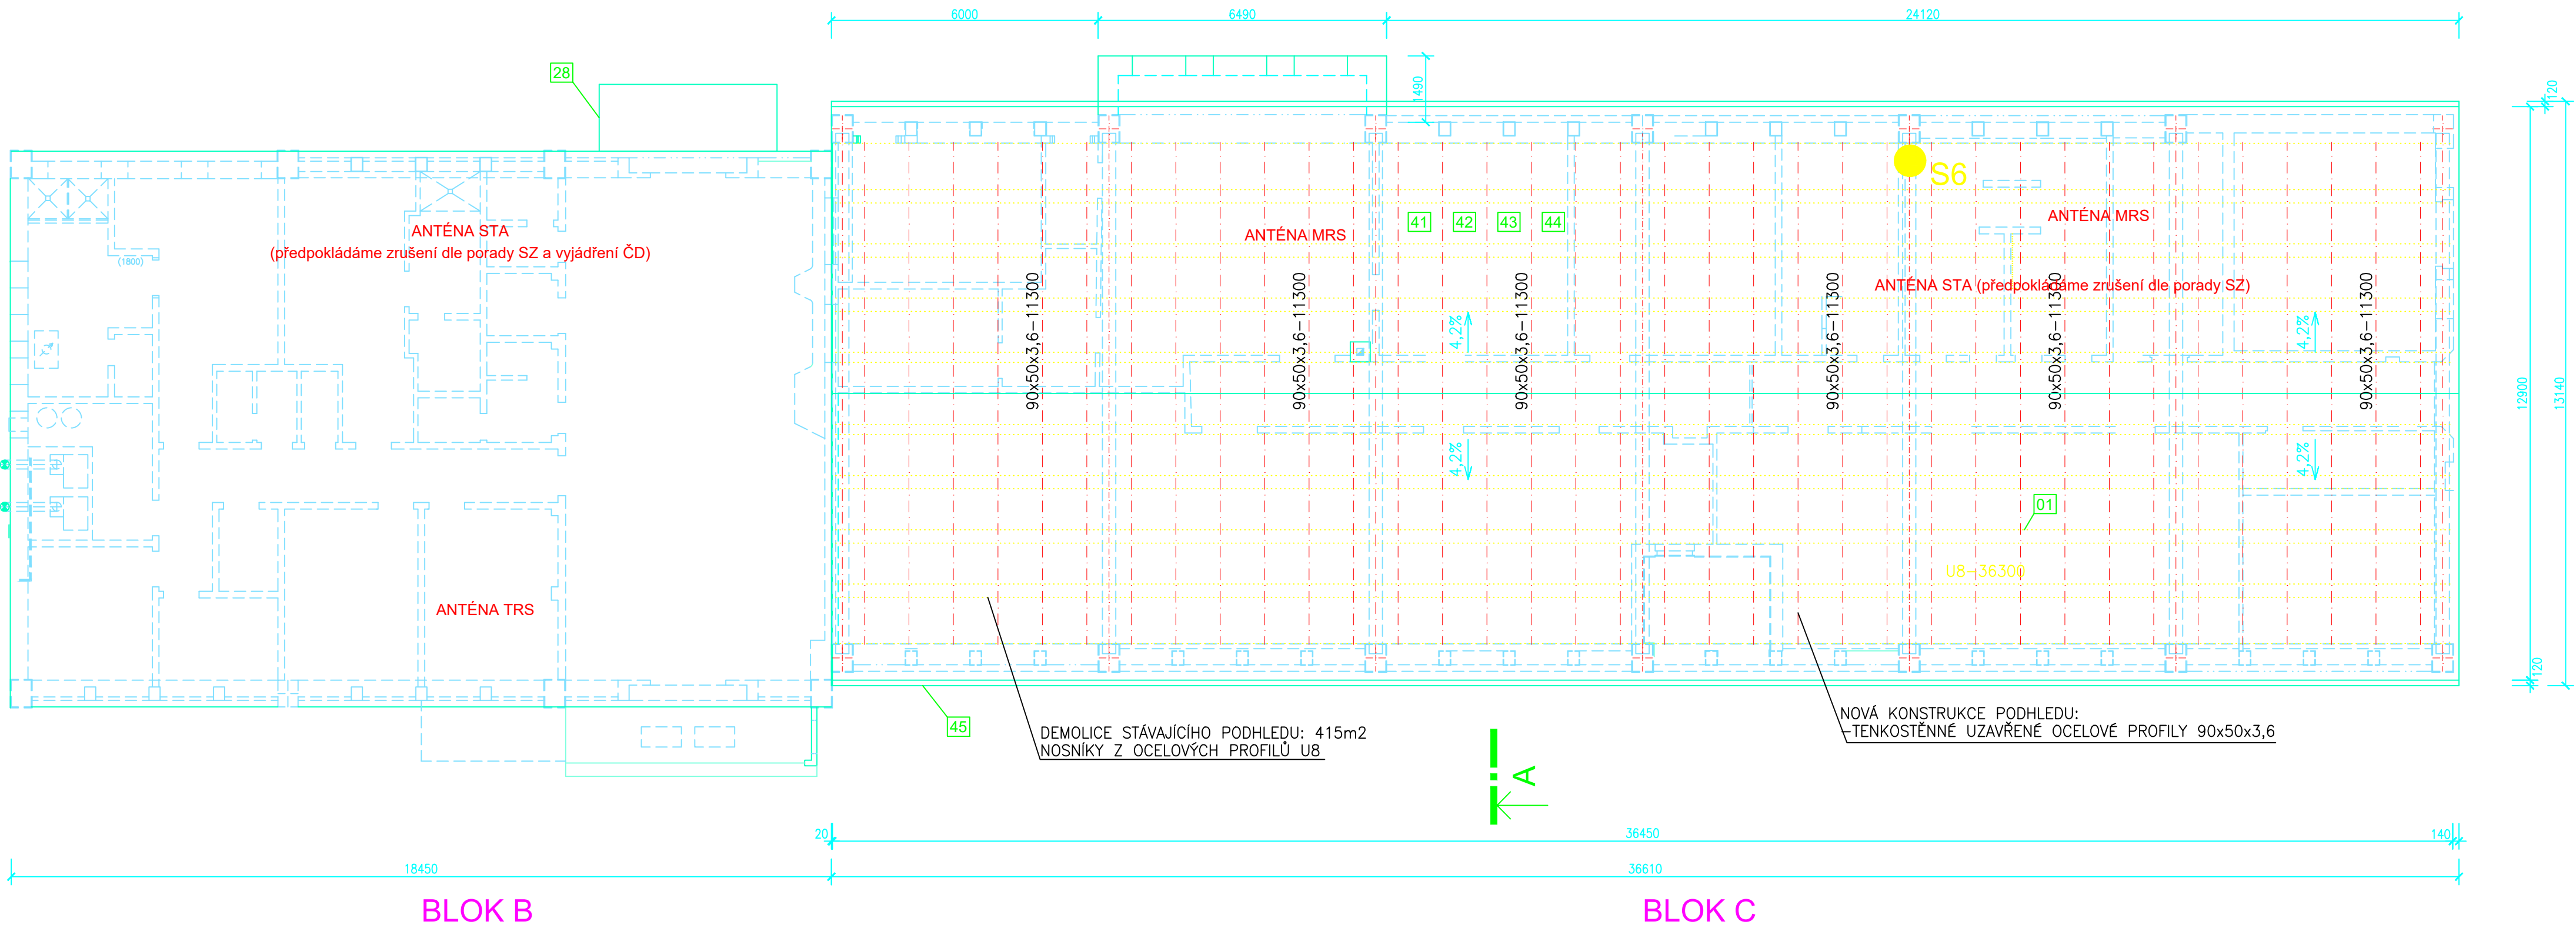 6000
6490
24120
28
1490
120
ANTÉNA STA
(předpokládáme zrušení dle porady SZ a vyjádření ČD)
(1800)
ANTÉNA MRS
41
42
43
44
S6
ANTÉNA MRS
ANTÉNA STA (předpokládáme zrušení dle porady SZ)
90x50x3,6-11300
90x50x3,6-11300
90x50x3,6-11300
90x50x3,6-11300
90x50x3,6-11300
90x50x3,6-11300
4,2%
4,2%
4,2%
4,2%
12900
13140
01
U8-36300
ANTÉNA TRS
120
45
DEMOLICE STÁVAJÍCÍHO PODHLEDU: 415m2
NOSNÍKY Z OCELOVÝCH PROFILŮ U8
NOVÁ KONSTRUKCE PODHLEDU:
-TENKOSTĚNNÉ UZAVŘENÉ OCELOVÉ PROFILY 90x50x3,6
A
20
36450
140
18450
36610
BLOK B
BLOK C